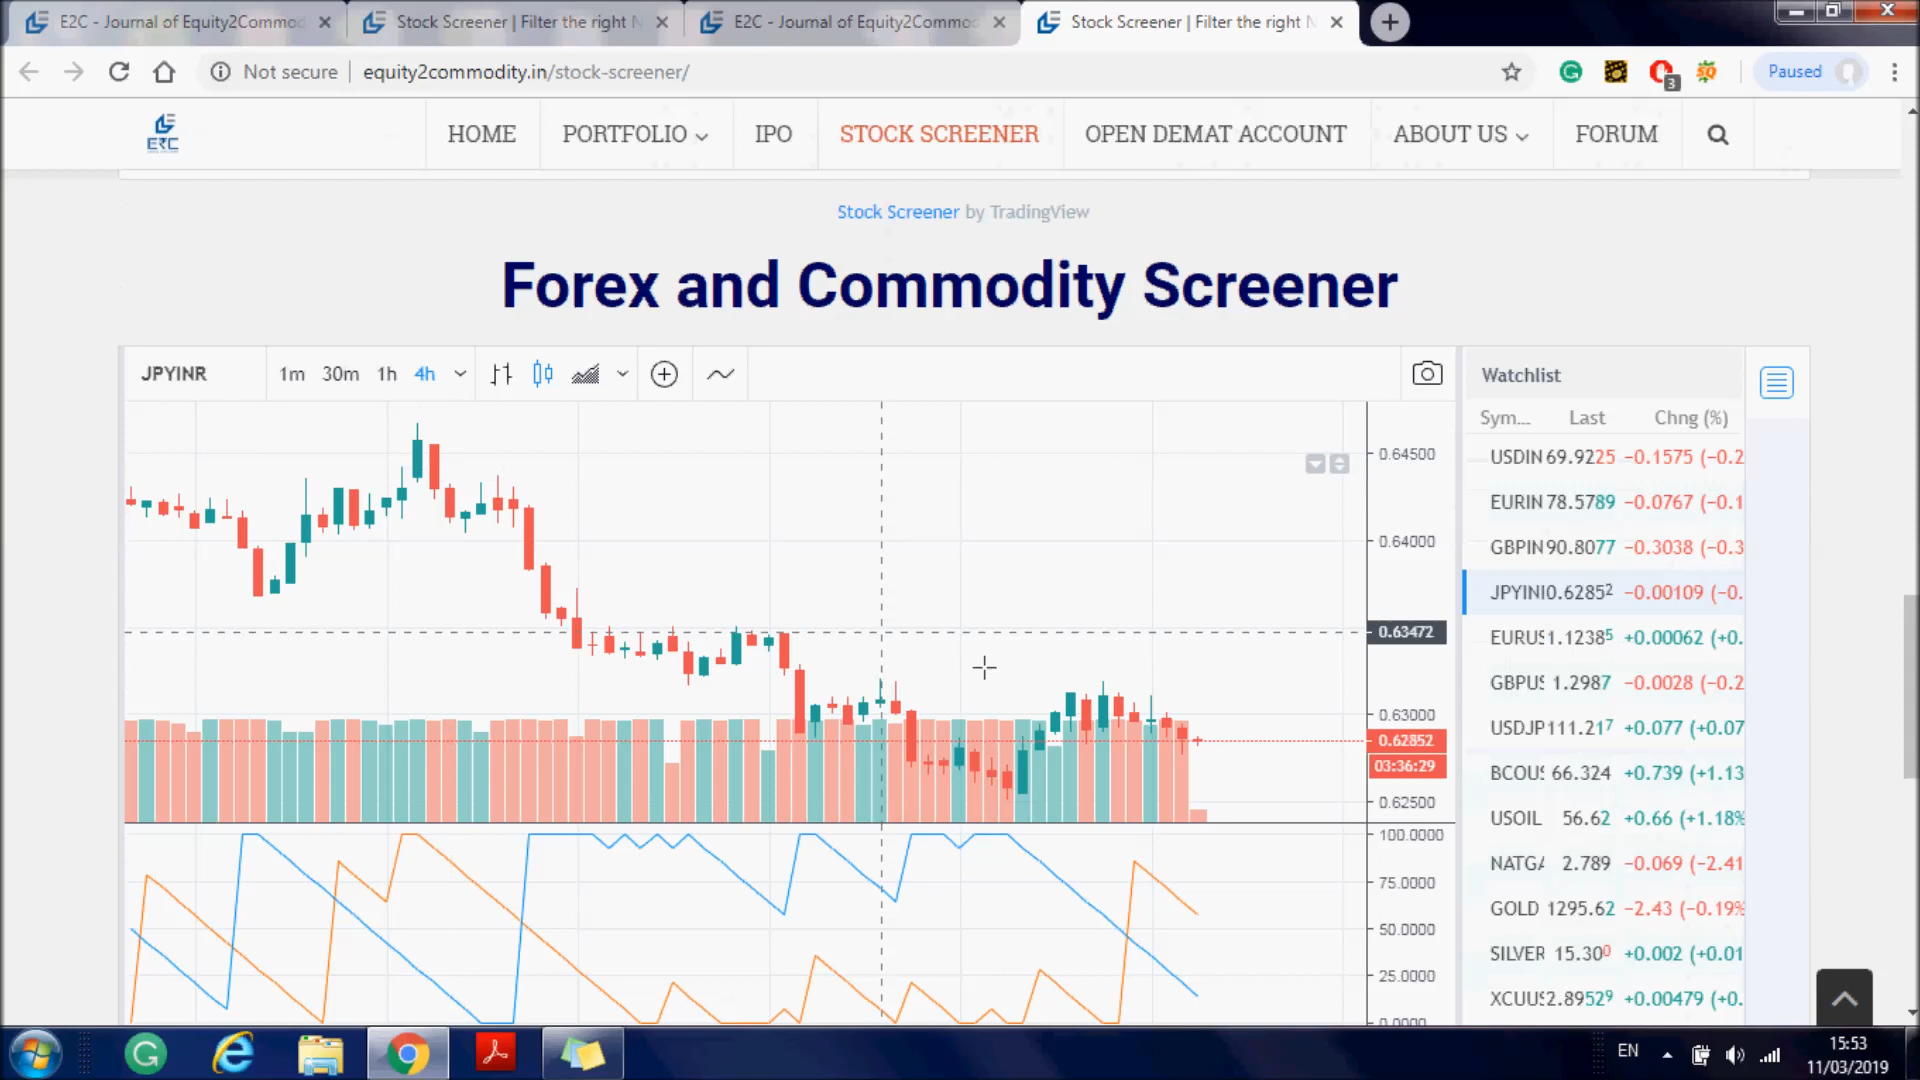 E2C - Journal of Equity2Commod
Stock Screener | Filter the right N
E2C - Journal of Equity2Commod
Stock Screener | Filter the right N
Not secure
equity2commodity.in/stock-screener/
3
Paused
HOME
PORTFOLIO
IPO
STOCK SCREENER
OPEN DEMAT ACCOUNT
ABOUT US
FORUM
Stock Screener by TradingView
Forex and Commodity Screener
JPYINR
1m
30m
1h
4h
0.64500
0.64000
0.63472
0.63000
0.62852
03:36:29
0.62500
100.0000
75.0000
50.0000
25.0000
0.0000
Watchlist
Sym... Last Chng (%)
USDIN 69.9225 −0.1575 (−0.2
EURIN 78.5789 −0.0767 (−0.1
GBPIN 90.8077 −0.3038 (−0.3
JPYINI 0.62852 −0.00109 (−0.
EURUS 1.12385 +0.00062 (+0.
GBPUS 1.2987 −0.0028 (−0.2
USDJP 111.217 +0.077 (+0.07
BCOUS 66.324 +0.739 (+1.13
USOIL 56.62 +0.66 (+1.18%
NATGA 2.789 −0.069 (−2.41
GOLD 1295.62 −2.43 (−0.19%
SILVER 15.300 +0.002 (+0.01
XCUUS 2.89529 +0.00479 (+0.
EN
15:53
11/03/2019